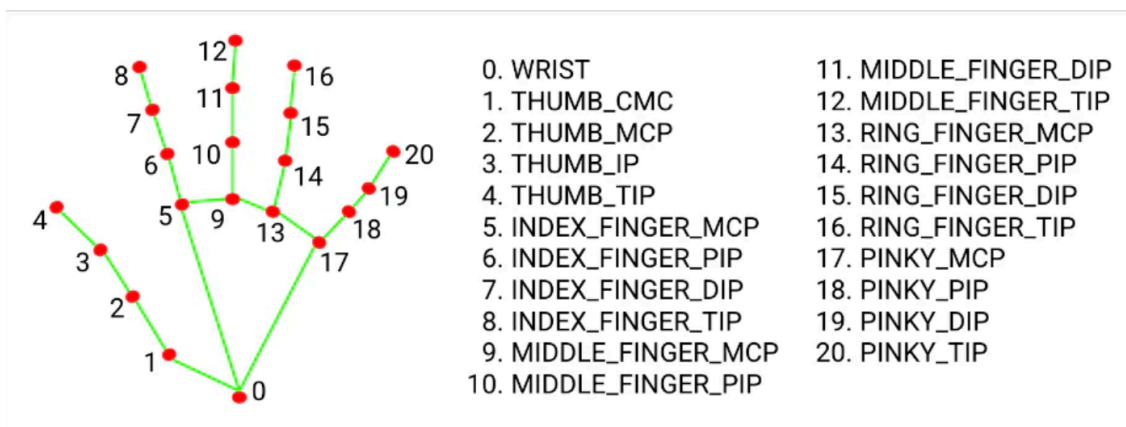 12
8
16
11
7
15
10
6
20
14
19
4
5
9
18
13
3
17
2
1
0
0. WRIST
1. THUMB_CMC
2. THUMB_MCP
3. THUMB_IP
4. THUMB_TIP
5. INDEX_FINGER_MCP
6. INDEX_FINGER_PIP
7. INDEX_FINGER_DIP
8. INDEX_FINGER_TIP
9. MIDDLE_FINGER_MCP
10. MIDDLE_FINGER_PIP
11. MIDDLE_FINGER_DIP
12. MIDDLE_FINGER_TIP
13. RING_FINGER_MCP
14. RING_FINGER_PIP
15. RING_FINGER_DIP
16. RING_FINGER_TIP
17. PINKY_MCP
18. PINKY_PIP
19. PINKY_DIP
20. PINKY_TIP